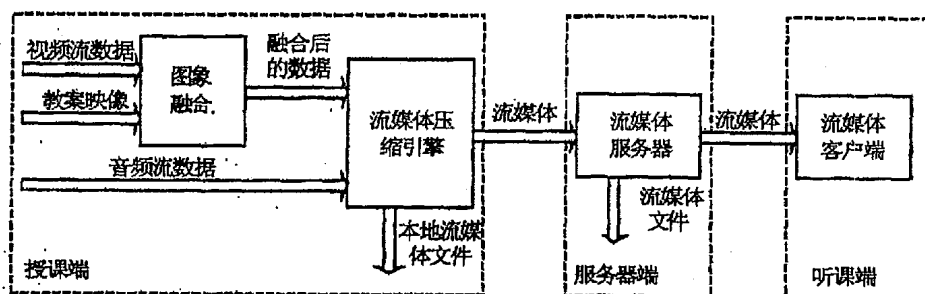 视频流数据
教案映像
图象
融合
融合后
的数据
音频流数据
流媒体压
缩引擎
本地流媒
体文件
授课端
流媒体
流媒体
服务器
流媒体
文件
服务器端
流媒体
流媒体
客户端
听课端